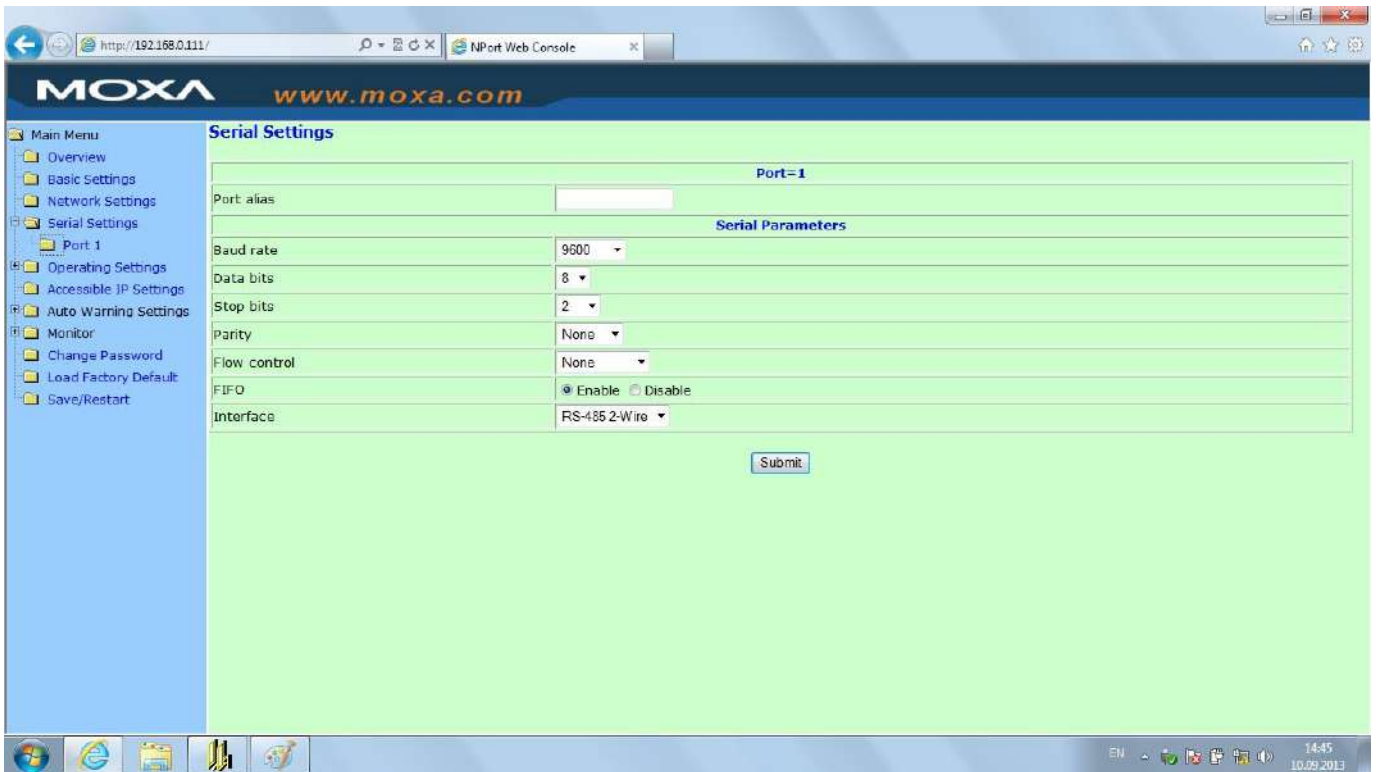 http://192.168.0.111/
NPort Web Console
MOXA www.moxa.com
Main Menu
Overview
Basic Settings
Network Settings
Serial Settings
Port 1
Operating Settings
Accessible IP Settings
Auto Warning Settings
Monitor
Change Password
Load Factory Default
Save/Restart
Serial Settings
Port=1
Port alias
Serial Parameters
Baud rate 9600
Data bits 8
Stop bits 2
Parity None
Flow control None
FIFO Enable Disable
Interface RS-485 2-Wire
Submit
EN
14:45
10.09.2013